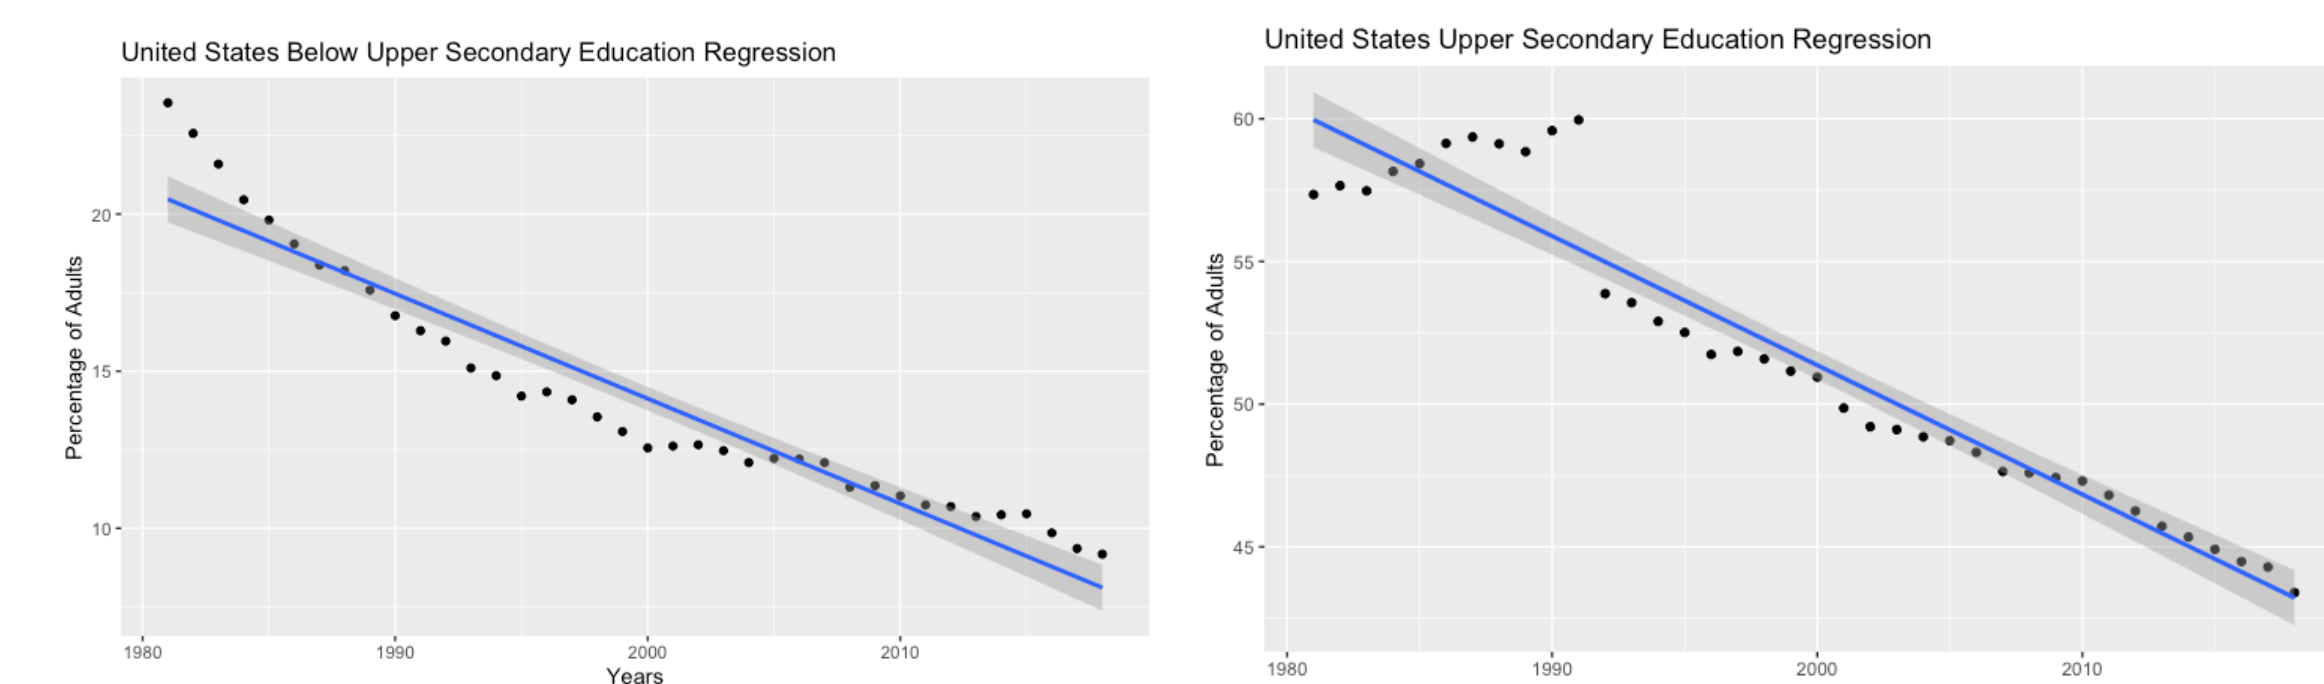 United States Below Upper Secondary Education Regression
Percentage of Adults
20
15
10
1980 1990 2000 2010
Years
United States Upper Secondary Education Regression
Percentage of Adults
60
55
50
45
1980 1990 2000 2010